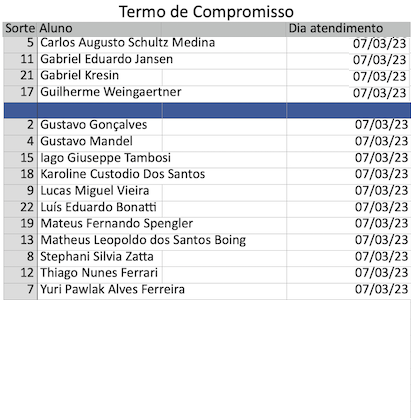 Termo de Compromisso
Sorte Aluno Dia atendimento
5 Carlos Augusto Schultz Medina 07/03/23
11 Gabriel Eduardo Jansen 07/03/23
21 Gabriel Kresin 07/03/23
17 Guilherme Weingaertner 07/03/23
2 Gustavo Gonçalves 07/03/23
4 Gustavo Mandel 07/03/23
15 Iago Giuseppe Tambosi 07/03/23
18 Karoline Custodio Dos Santos 07/03/23
9 Lucas Miguel Vieira 07/03/23
22 Luís Eduardo Bonatti 07/03/23
19 Mateus Fernando Spengler 07/03/23
13 Matheus Leopoldo dos Santos Boing 07/03/23
8 Stephani Silvia Zatta 07/03/23
12 Thiago Nunes Ferrari 07/03/23
7 Yuri Pawlak Alves Ferreira 07/03/23